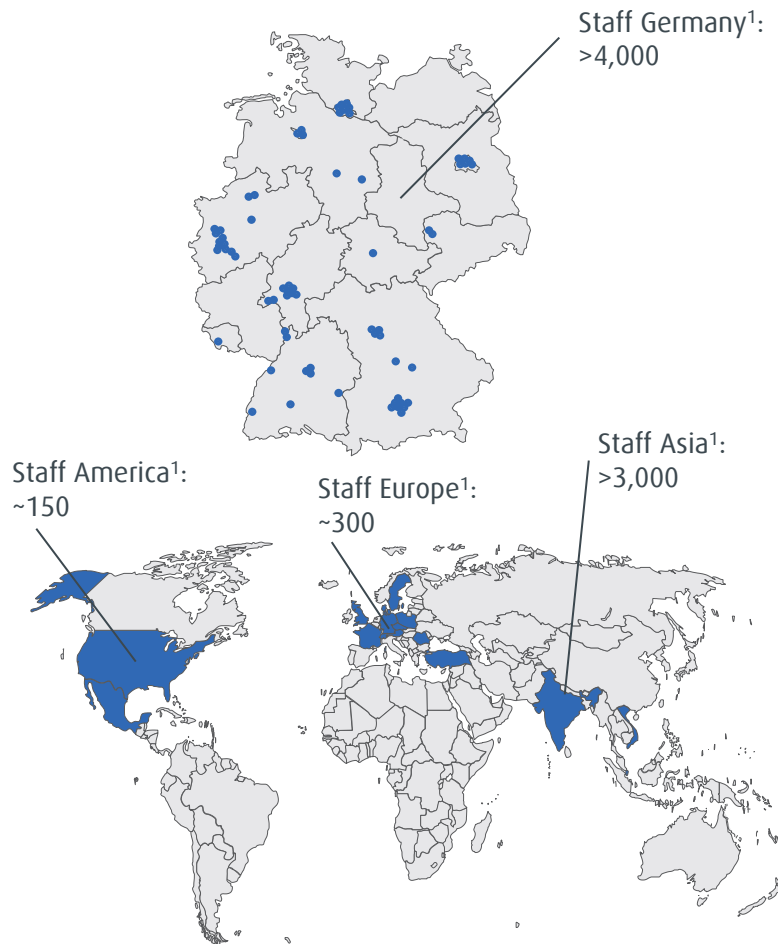 Staff Germany¹:
>4,000
Staff Asia¹:
>3,000
Staff America¹:
~150
Staff Europe¹:
~300